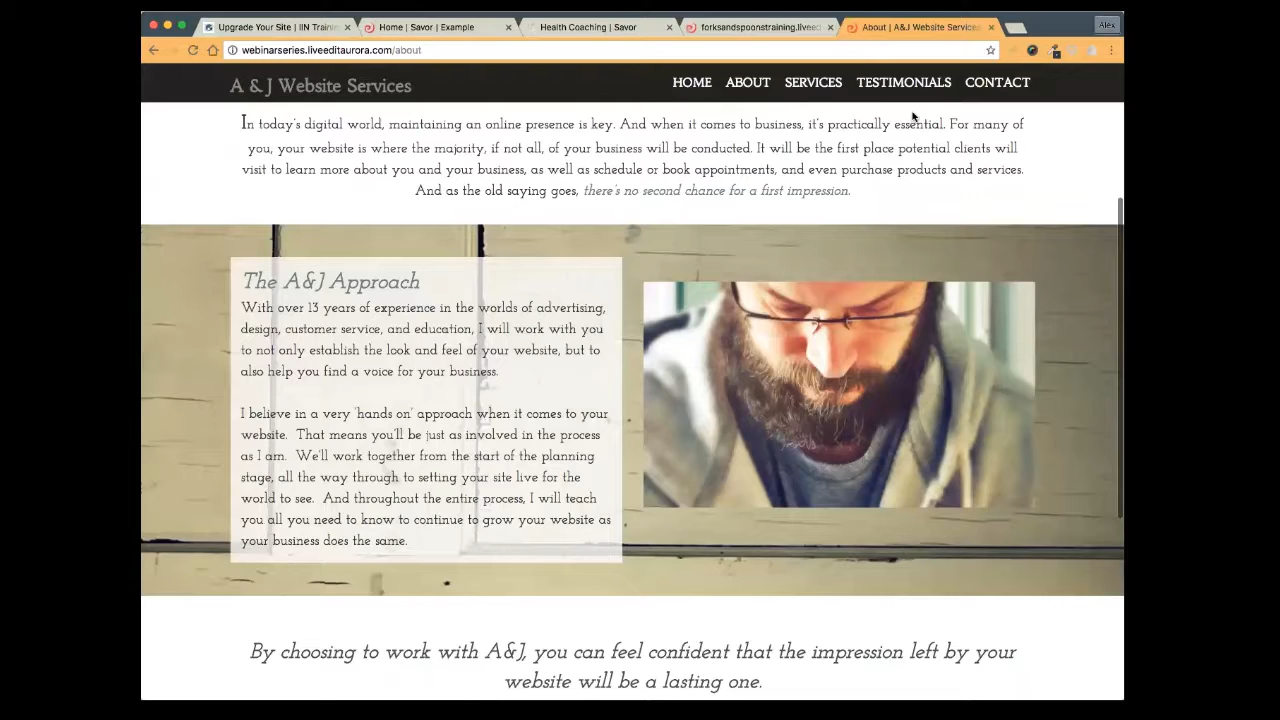 Upgrade Your Site | IIN Traini
Home | Savor | Example
Health Coaching | Savor
forksandspoonstraining.liveed
About | A&J Website Services
Alex
webinarseries.liveeditaurora.com/about
A & J Website Services
HOME ABOUT SERVICES TESTIMONIALS CONTACT
In today's digital world, maintaining an online presence is key. And when it comes to business, it's practically essential. For many of
you, your website is where the majority, if not all, of your business will be conducted. It will be the first place potential clients will
visit to learn more about you and your business, as well as schedule or book appointments, and even purchase products and services.
And as the old saying goes, there's no second chance for a first impression.
The A&J Approach
With over 13 years of experience in the worlds of advertising,
design, customer service, and education, I will work with you
to not only establish the look and feel of your website, but to
also help you find a voice for your business.
I believe in a very 'hands on' approach when it comes to your
website. That means you'll be just as involved in the process
as I am. We'll work together from the start of the planning
stage, all the way through to setting your site live for the
world to see. And throughout the entire process, I will teach
you all you need to know to continue to grow your website as
your business does the same.
By choosing to work with A&J, you can feel confident that the impression left by your
website will be a lasting one.